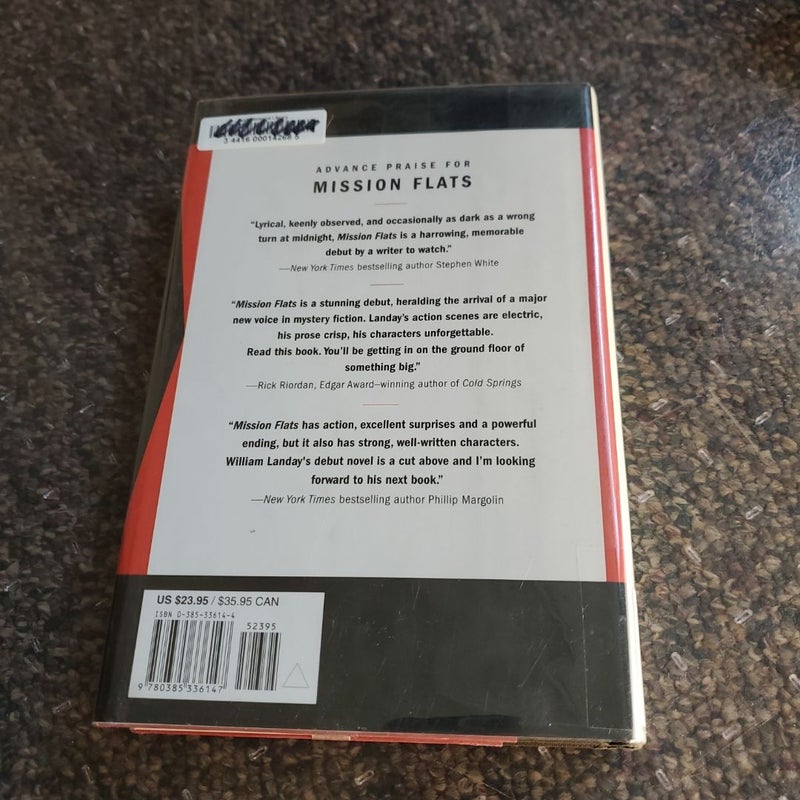 3 4416 00014268 5
ADVANCE PRAISE FOR
MISSION FLATS
"Lyrical, keenly observed, and occasionally as dark as a wrong
turn at midnight, Mission Flats is a harrowing, memorable
debut by a writer to watch."
—New York Times bestselling author Stephen White
"Mission Flats is a stunning debut, heralding the arrival of a major
new voice in mystery fiction. Landay's action scenes are electric,
his prose crisp, his characters unforgettable.
Read this book. You'll be getting in on the ground floor of
something big."
—Rick Riordan, Edgar Award–winning author of Cold Springs
"Mission Flats has action, excellent surprises and a powerful
ending, but it also has strong, well-written characters.
William Landay's debut novel is a cut above and I'm looking
forward to his next book."
—New York Times bestselling author Phillip Margolin
US $23.95 / $35.95 CAN
ISBN 0-385-33614-4
52395
9 780385 336147